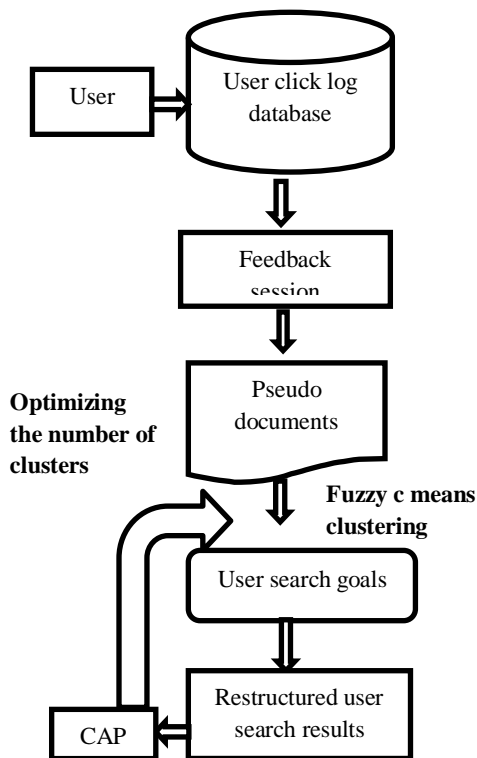 User
User click log
database
Feedback
session
Pseudo
documents
Optimizing
the number of
clusters
Fuzzy c means
clustering
User search goals
Restructured user
search results
CAP